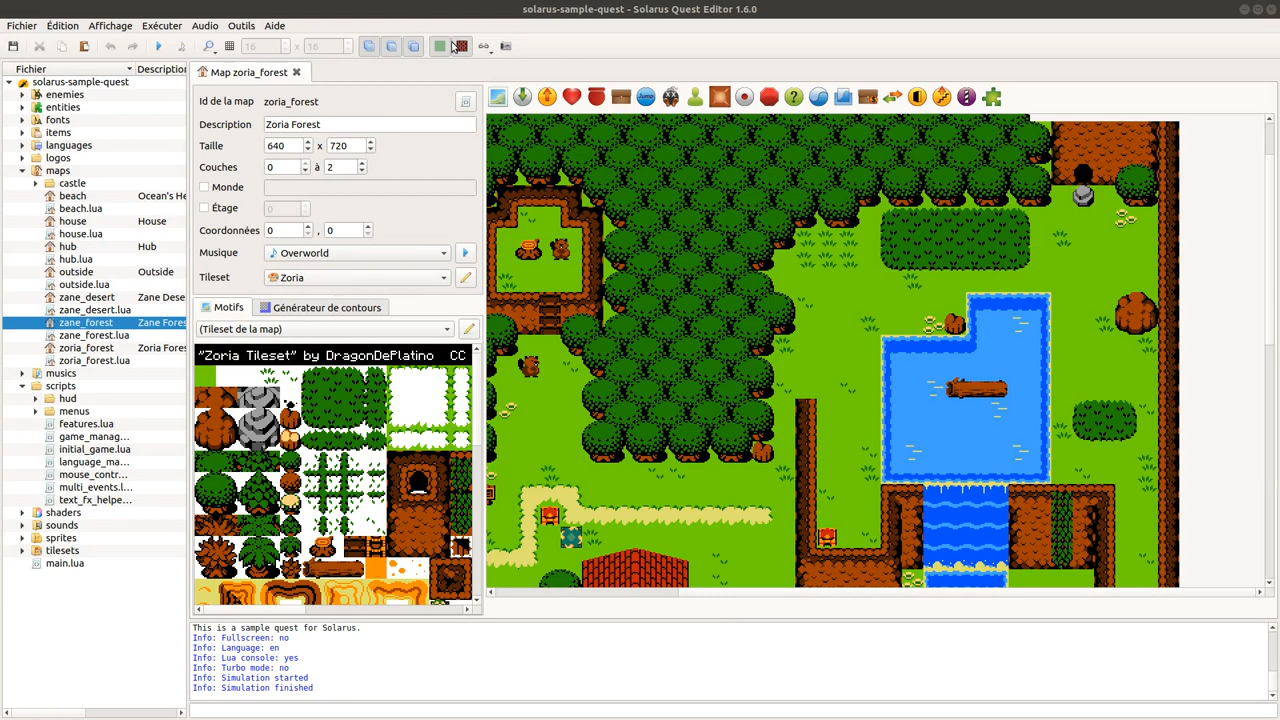 solarus-sample-quest - Solarus Quest Editor 1.6.0
Fichier Édition Affichage Exécuter Audio Outils Aide
16 x 16
Fichier Descriptior
solarus-sample-quest
enemies
entities
fonts
items
languages
logos
maps
castle
beach Ocean's He
beach.lua
house House
house.lua
hub Hub
hub.lua
outside Outside
outside.lua
zane_desert Zane Dese
zane_desert.lua
zane_forest Zane Fores
zane_forest.lua
zoria_forest Zoria Fores
zoria_forest.lua
musics
scripts
hud
menus
features.lua
game_manag...
initial_game.lua
language_ma...
mouse_contr...
multi_events.l...
text_fx_helpe...
shaders
sounds
sprites
tilesets
main.lua
Map zoria_forest
Id de la map zoria_forest
Description Zoria Forest
Taille 640 x 720
Couches 0 à 2
Monde
Étage 0
Coordonnées 0 , 0
Musique Overworld
Tileset Zoria
Motifs Générateur de contours
(Tileset de la map)
"Zoria Tileset" by DragonDePlatino CC
Jump
This is a sample quest for Solarus.
Info: Fullscreen: no
Info: Language: en
Info: Lua console: yes
Info: Turbo mode: no
Info: Simulation started
Info: Simulation finished